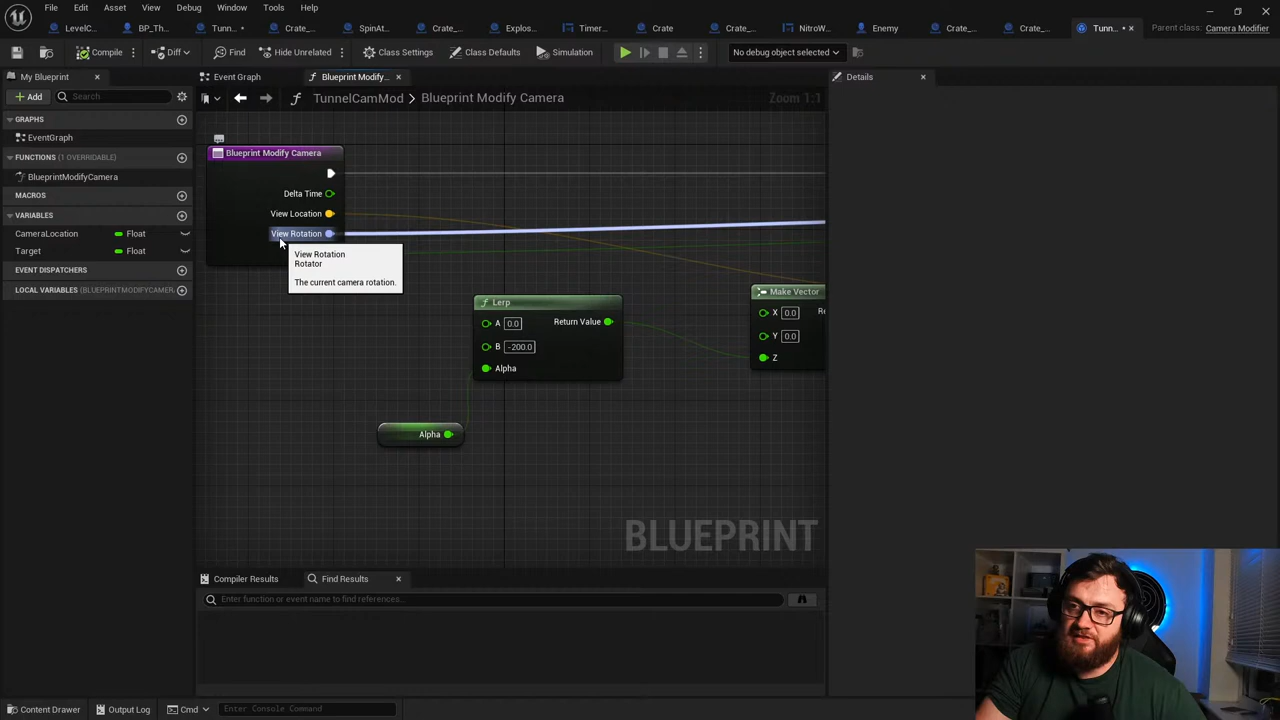 File Edit Asset View Debug Window Tools Help
LevelC... BP_Th... Tunn... • Crate_... SpinAt... Crate_... Explos... Timer... Crate Crate_... NitroW... Enemy Crate_... Crate_... Tunn... • Parent class: Camera Modifier
Compile Diff Find Hide Unrelated Class Settings Class Defaults Simulation No debug object selected
My Blueprint Event Graph Blueprint Modify... Details
Add Search TunnelCamMod > Blueprint Modify Camera Zoom 1:1
GRAPHS
EventGraph
FUNCTIONS (1 OVERRIDABLE)
BlueprintModifyCamera
MACROS
VARIABLES
CameraLocation Float
Target Float
EVENT DISPATCHERS
LOCAL VARIABLES (BLUEPRINTMODIFYCAMERA
Blueprint Modify Camera
Delta Time
View Location
View Rotation
View Rotation
Rotator
The current camera rotation.
Lerp
A 0.0 Return Value
B -200.0
Alpha
Alpha
Make Vector
X 0.0
Y 0.0
Z
BLUEPRINT
Compiler Results Find Results
Enter function or event name to find references...
Content Drawer Output Log Cmd Enter Console Command